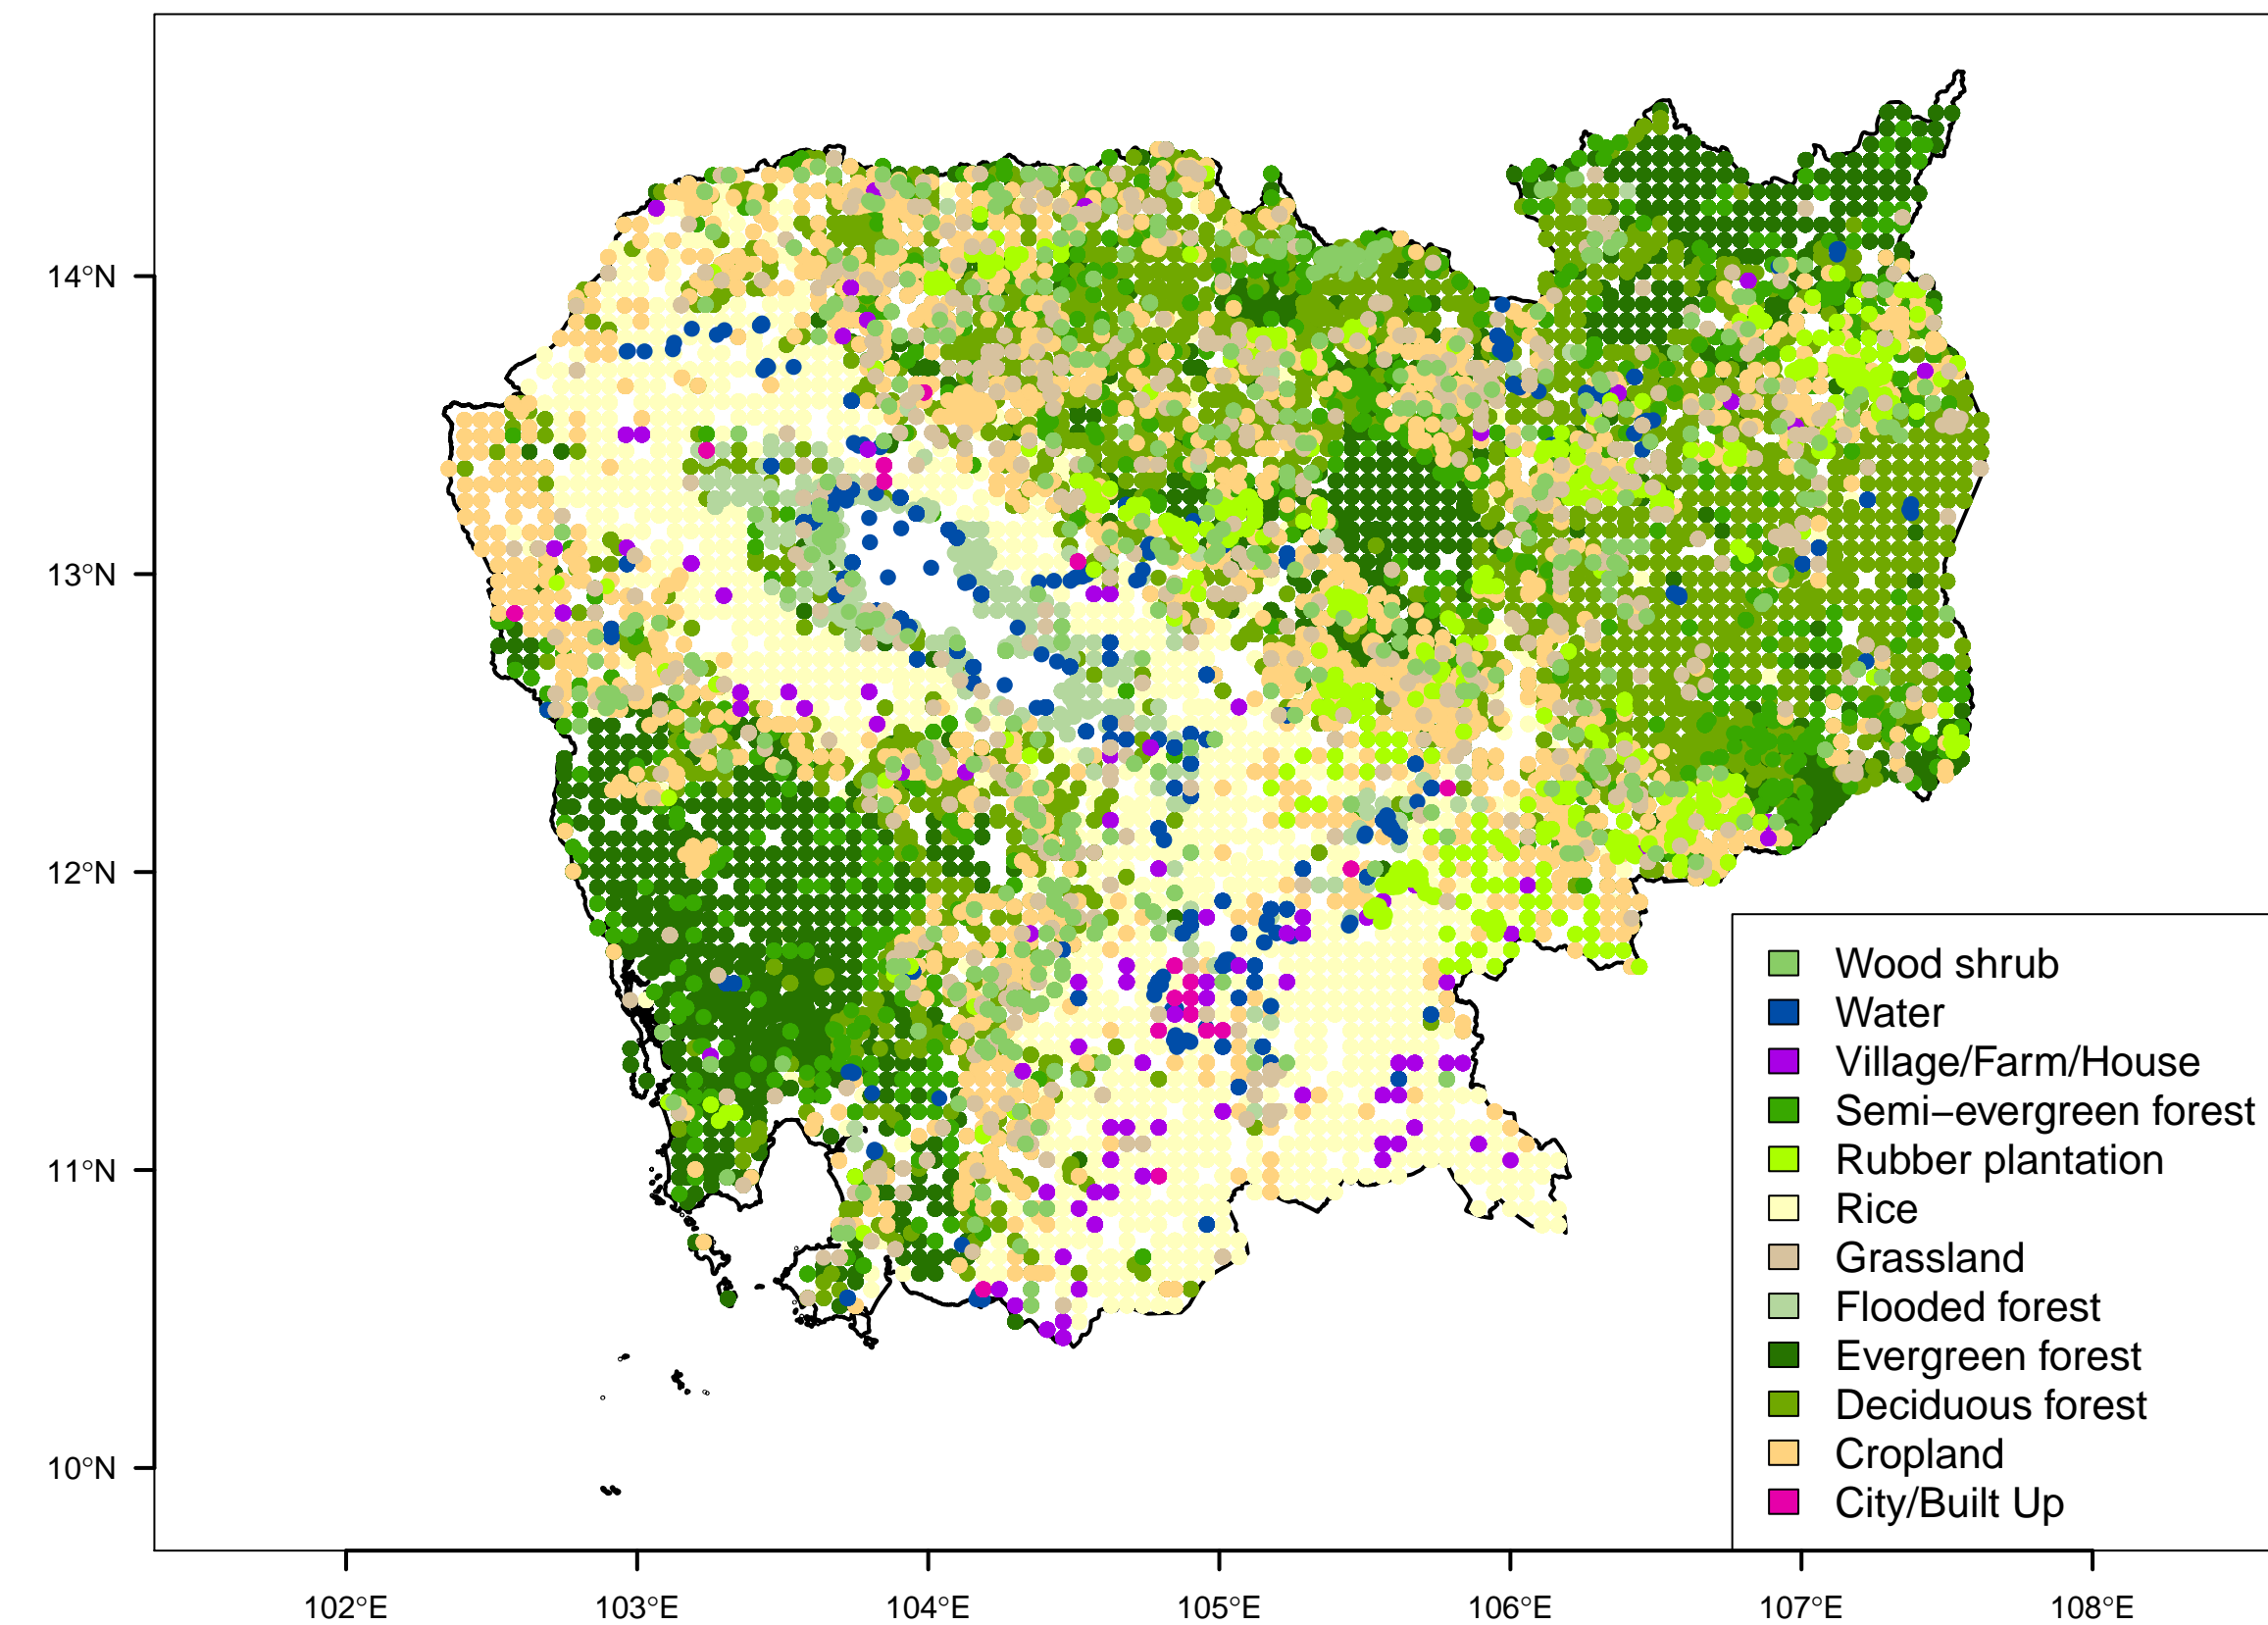 14°N
13°N
12°N
11°N
10°N
102°E 103°E 104°E 105°E 106°E 107°E 108°E
Wood shrub
Water
Village/Farm/House
Semi−evergreen forest
Rubber plantation
Rice
Grassland
Flooded forest
Evergreen forest
Deciduous forest
Cropland
City/Built Up